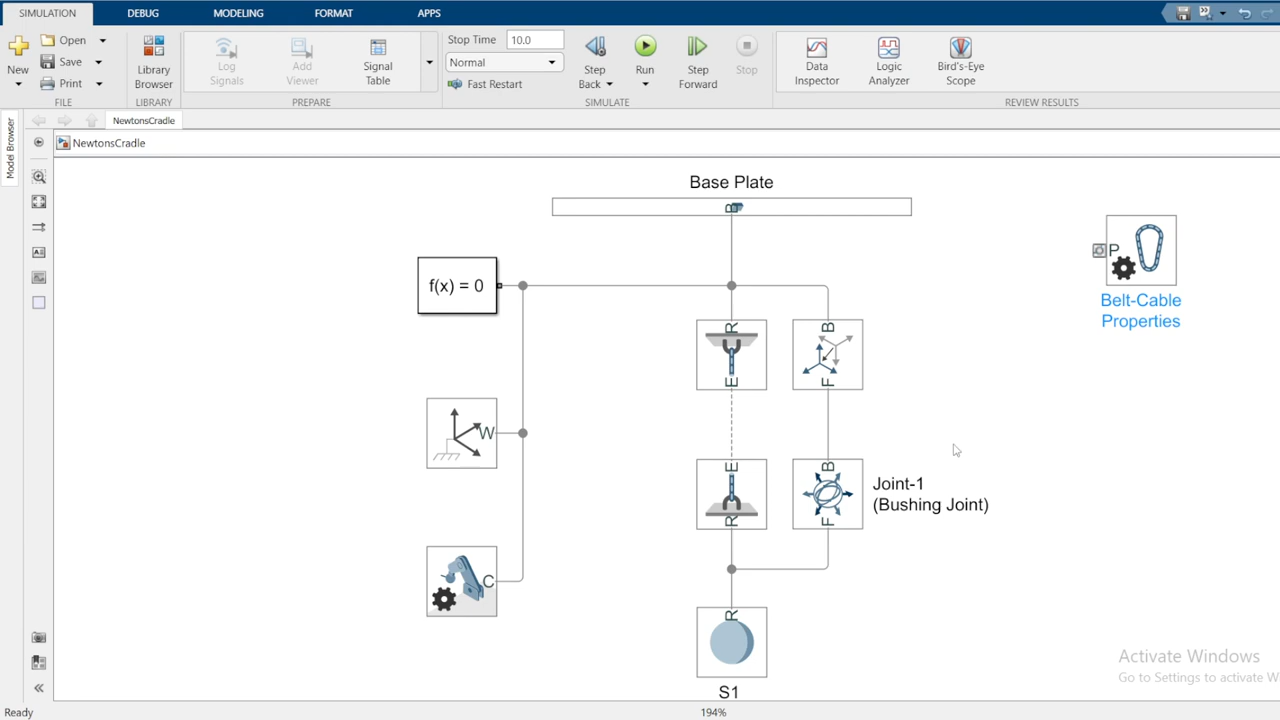 SIMULATION
DEBUG
MODELING
FORMAT
APPS
New
Open
Save
Print
FILE
Library
Browser
LIBRARY
Log
Signals
Add
Viewer
Signal
Table
PREPARE
Stop Time 10.0
Normal
Fast Restart
Step
Back
Run
Step
Forward
Stop
SIMULATE
Data
Inspector
Logic
Analyzer
Bird's-Eye
Scope
REVIEW RESULTS
Model Browser
NewtonsCradle
NewtonsCradle
Base Plate
B
f(x) = 0
P
Belt-Cable
Properties
R
E
B
F
W
E
R
B
F
Joint-1
(Bushing Joint)
C
R
S1
Activate Windows
Go to Settings to activate W
Ready
194%